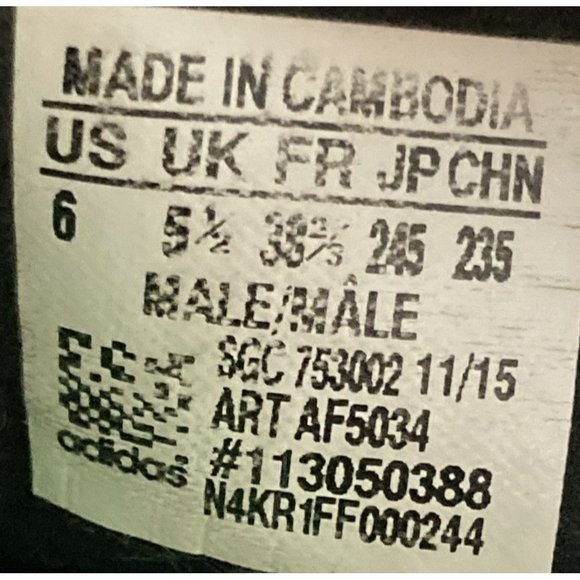 MADE IN CAMBODIA
US UK FR JP CHN
6 5½ 38⅔ 245 235
MALE/MÂLE
SGC 753002 11/15
ART AF5034
#113050388
adidas
N4KR1FF000244